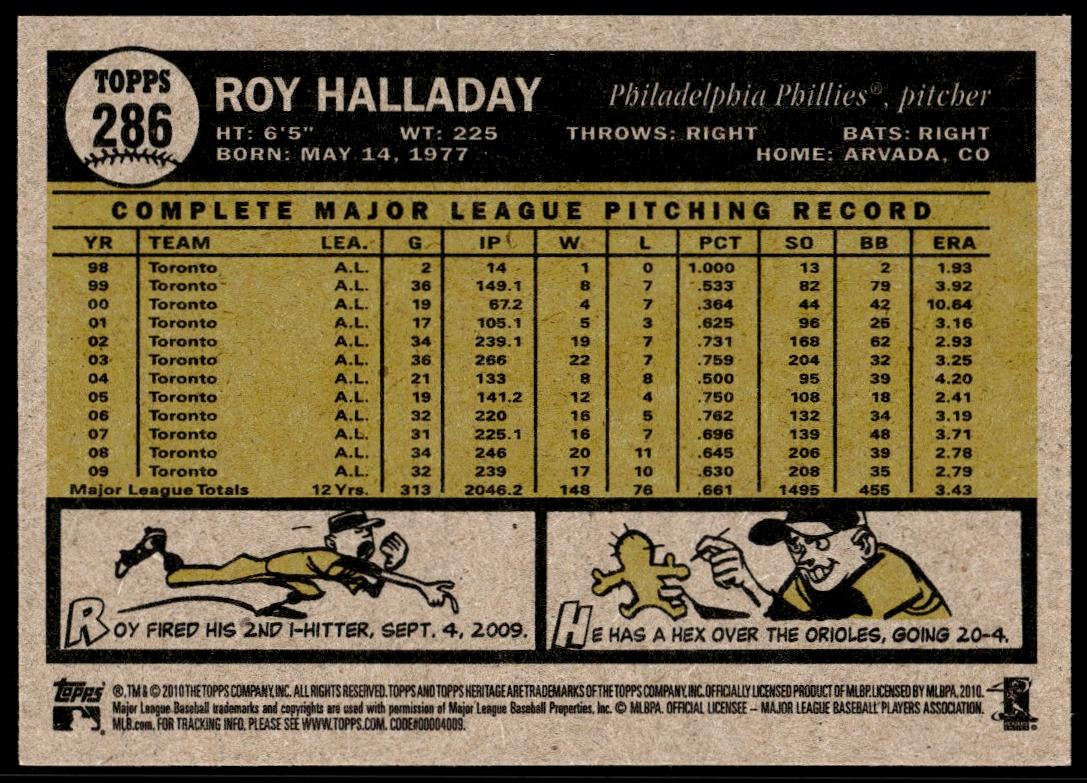 TOPPS
286
ROY HALLADAY Philadelphia Phillies®, pitcher
HT: 6'5" WT: 225 THROWS: RIGHT BATS: RIGHT
BORN: MAY 14, 1977 HOME: ARVADA, CO
COMPLETE MAJOR LEAGUE PITCHING RECORD
YR TEAM LEA. G IP W L PCT SO BB ERA
98 Toronto A.L. 2 14 1 0 1.000 13 2 1.93
99 Toronto A.L. 36 149.1 8 7 .533 82 79 3.92
00 Toronto A.L. 19 67.2 4 7 .364 44 42 10.64
01 Toronto A.L. 17 105.1 5 3 .625 96 25 3.16
02 Toronto A.L. 34 239.1 19 7 .731 168 62 2.93
03 Toronto A.L. 36 266 22 7 .759 204 32 3.25
04 Toronto A.L. 21 133 8 8 .500 95 39 4.20
05 Toronto A.L. 19 141.2 12 4 .750 108 18 2.41
06 Toronto A.L. 32 220 16 5 .762 132 34 3.19
07 Toronto A.L. 31 225.1 16 7 .696 139 48 3.71
08 Toronto A.L. 34 246 20 11 .645 206 39 2.78
09 Toronto A.L. 32 239 17 10 .630 208 35 2.79
Major League Totals 12 Yrs. 313 2046.2 148 76 .661 1495 455 3.43
ROY FIRED HIS 2ND 1-HITTER, SEPT. 4, 2009.
HE HAS A HEX OVER THE ORIOLES, GOING 20-4.
Topps ®, TM & © 2010 THE TOPPS COMPANY, INC. ALL RIGHTS RESERVED. TOPPS AND TOPPS HERITAGE ARE TRADEMARKS OF THE TOPPS COMPANY, INC. OFFICIALLY LICENSED PRODUCT OF MLBP. LICENSED BY MLBPA, 2010.
Major League Baseball trademarks and copyrights are used with permission of Major League Baseball Properties, Inc. © MLBPA. OFFICIAL LICENSEE – MAJOR LEAGUE BASEBALL PLAYERS ASSOCIATION.
MLB.com. FOR TRACKING INFO. PLEASE SEE WWW.TOPPS.COM. CODE#00004009.